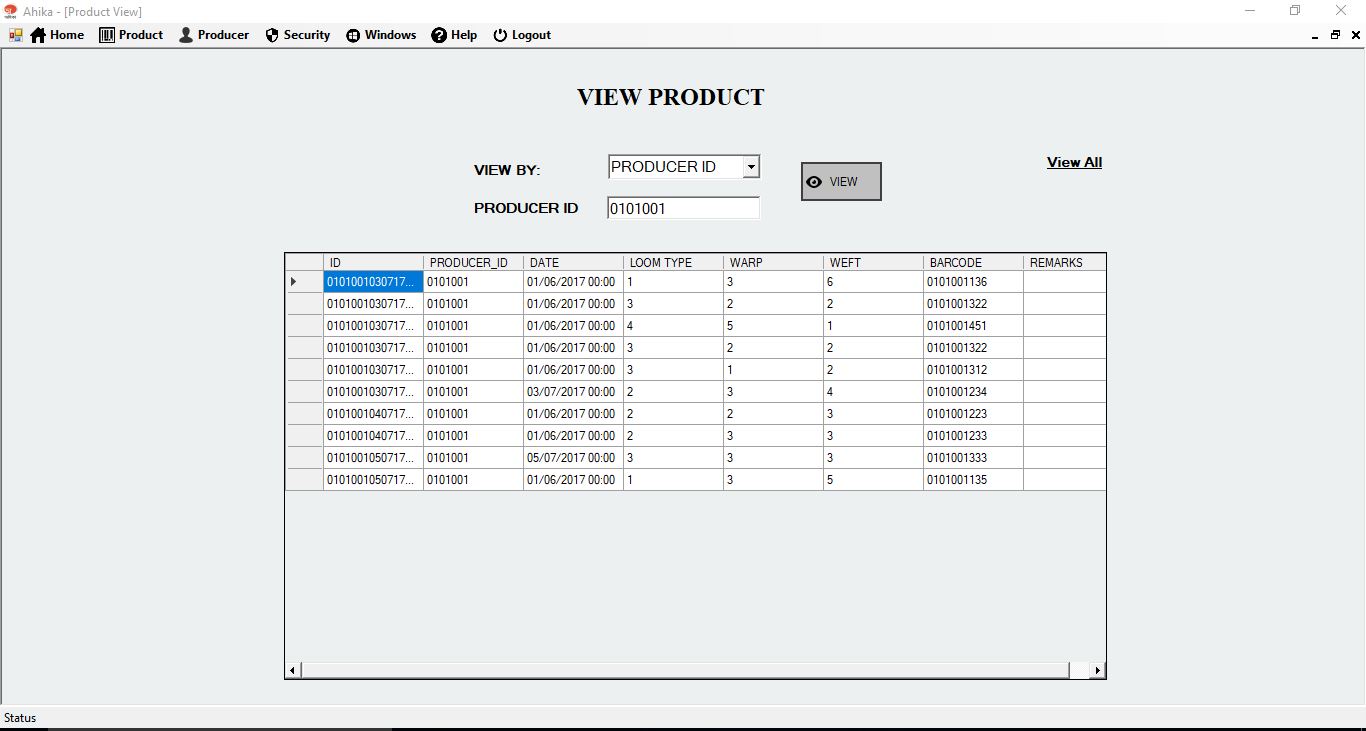 Ahika - [Product View]
Home Product Producer Security Windows Help Logout
VIEW PRODUCT
VIEW BY: PRODUCER ID VIEW View All
PRODUCER ID 0101001
ID PRODUCER_ID DATE LOOM TYPE WARP WEFT BARCODE REMARKS
0101001030717... 0101001 01/06/2017 00:00 1 3 6 0101001136
0101001030717... 0101001 01/06/2017 00:00 3 2 2 0101001322
0101001030717... 0101001 01/06/2017 00:00 4 5 1 0101001451
0101001030717... 0101001 01/06/2017 00:00 3 2 2 0101001322
0101001030717... 0101001 01/06/2017 00:00 3 1 2 0101001312
0101001030717... 0101001 03/07/2017 00:00 2 3 4 0101001234
0101001040717... 0101001 01/06/2017 00:00 2 2 3 0101001223
0101001040717... 0101001 01/06/2017 00:00 2 3 3 0101001233
0101001050717... 0101001 05/07/2017 00:00 3 3 3 0101001333
0101001050717... 0101001 01/06/2017 00:00 1 3 5 0101001135
Status